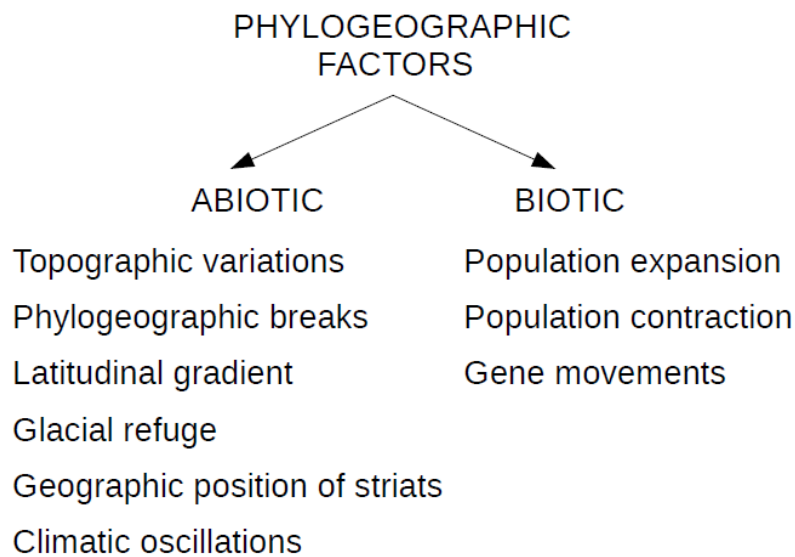 PHYLOGEOGRAPHIC
FACTORS
ABIOTIC
Topographic variations
Phylogeographic breaks
Latitudinal gradient
Glacial refuge
Geographic position of striats
Climatic oscillations
BIOTIC
Population expansion
Population contraction
Gene movements